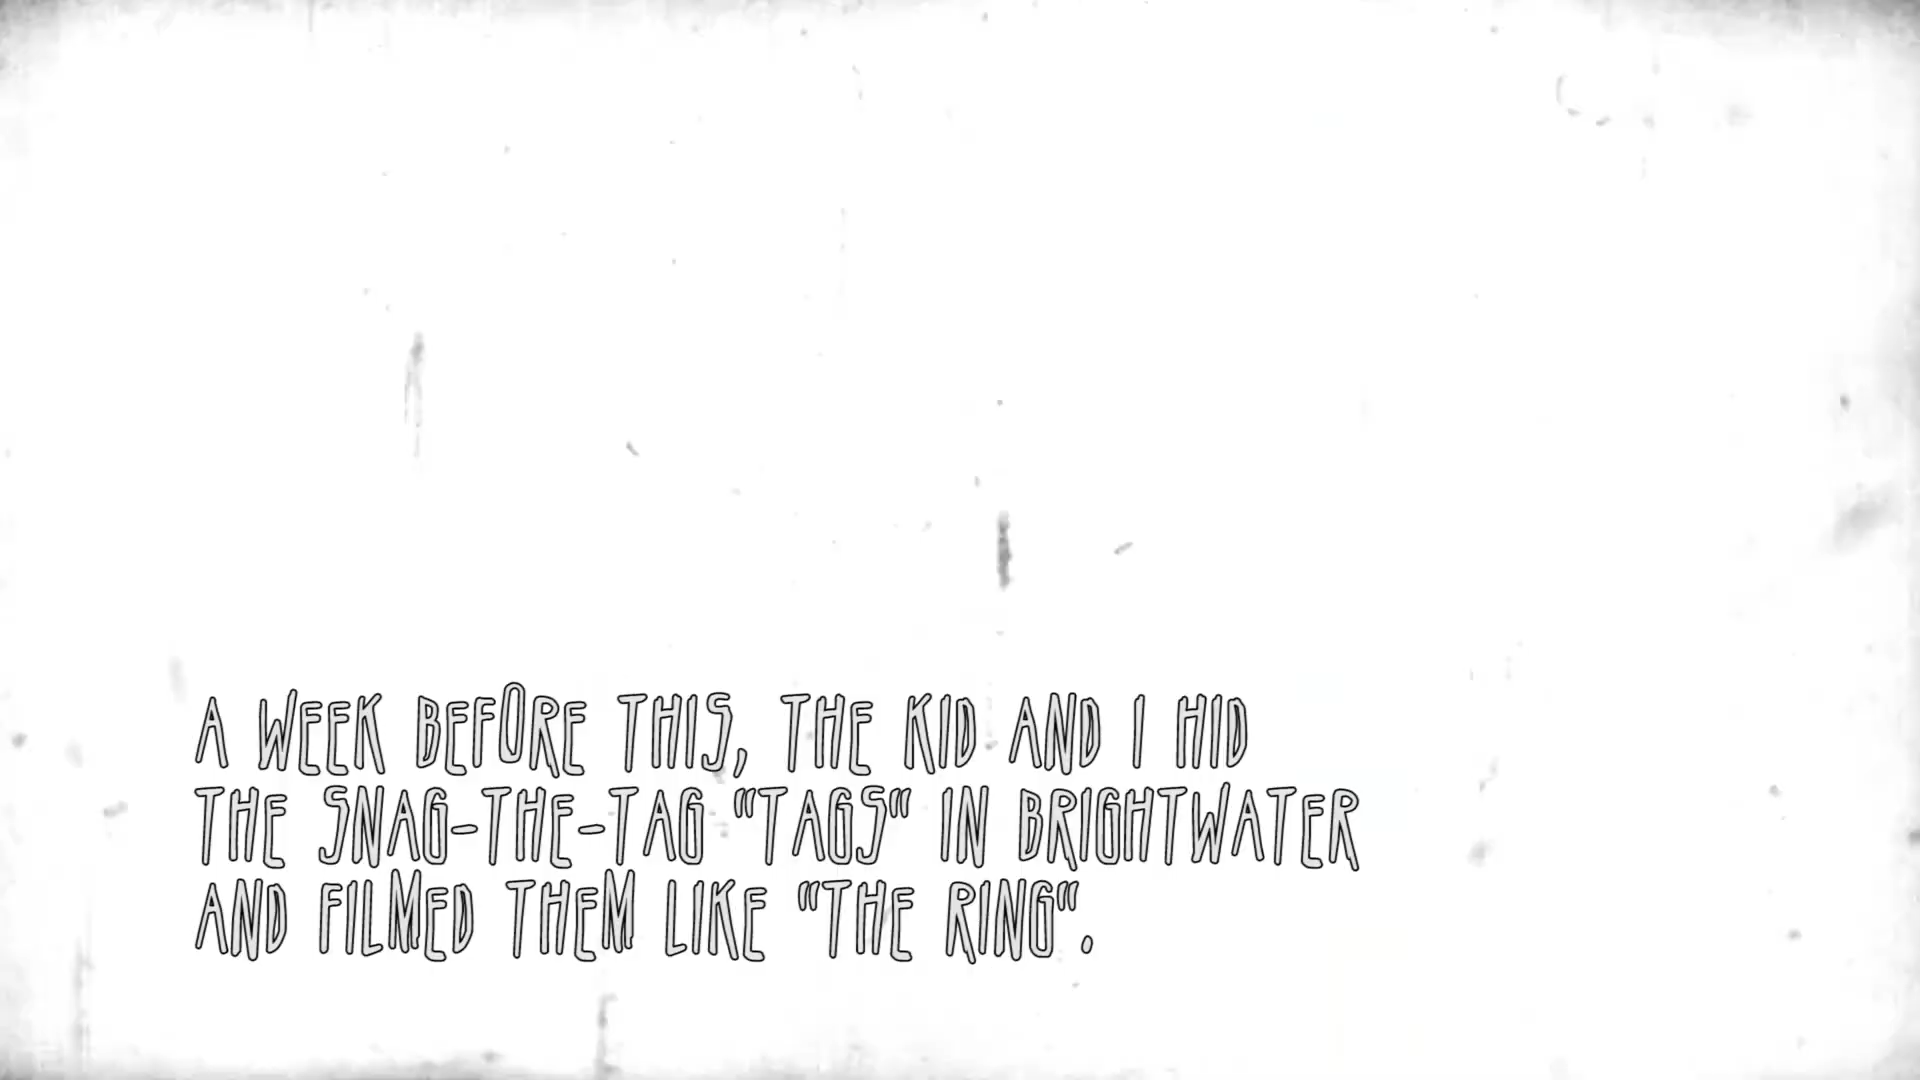 A WEEK BEFORE THIS, THE KID AND I HID
THE SNAG-THE-TAG "TAGS" IN BRIGHTWATER
AND FILMED THEM LIKE "THE RING".